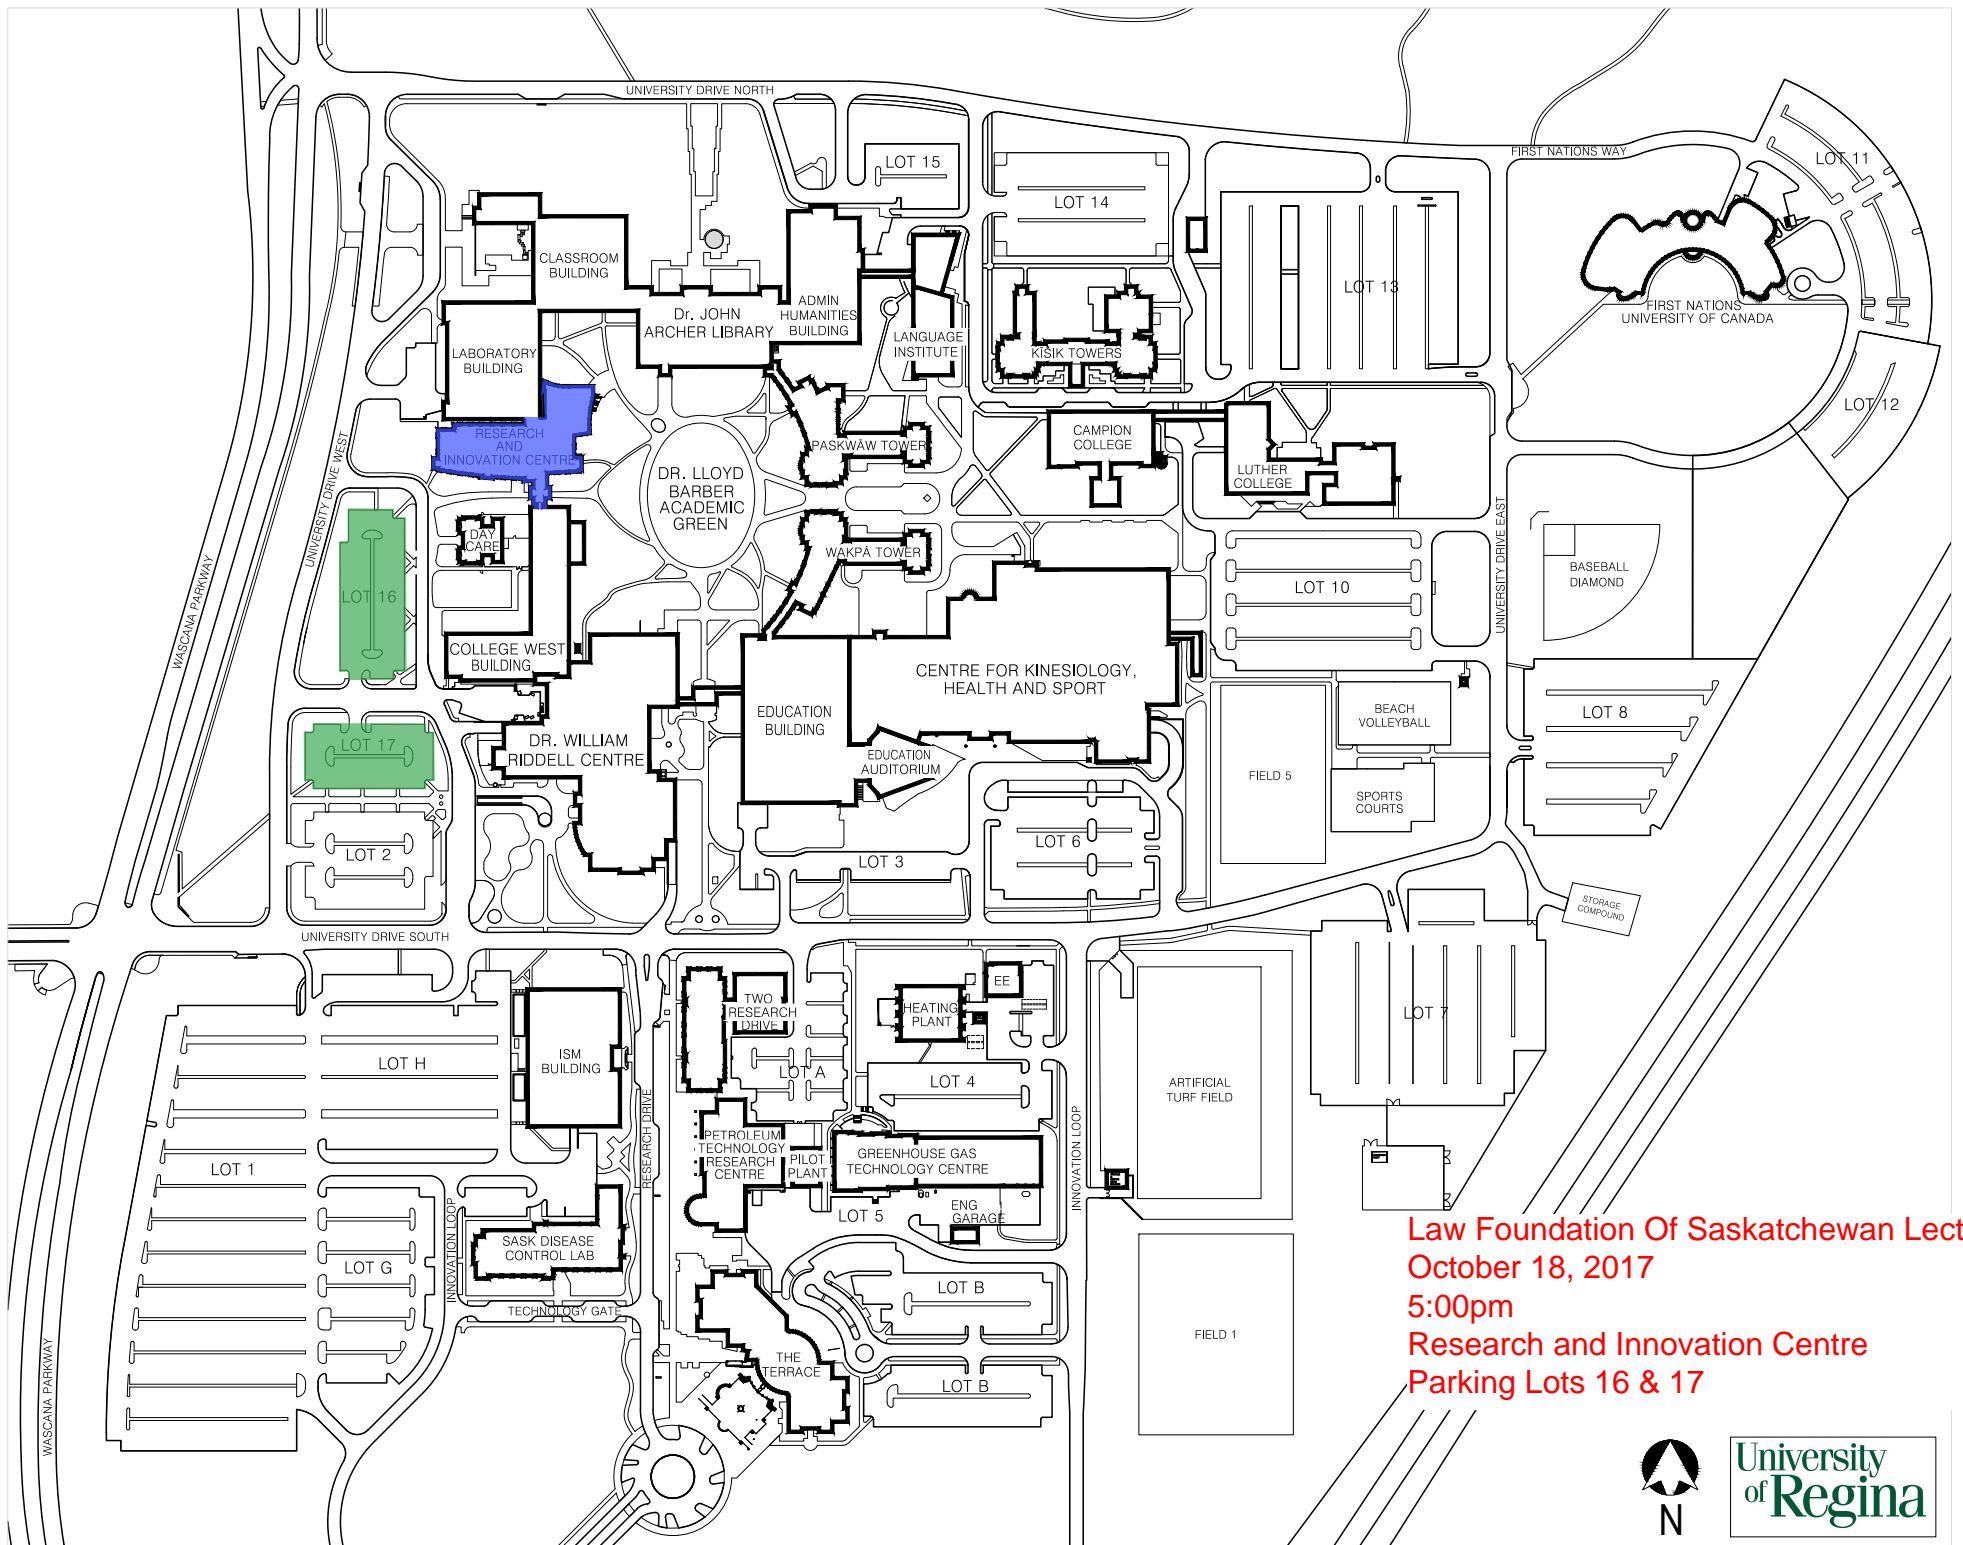 UNIVERSITY DRIVE NORTH
FIRST NATIONS WAY
LOT 11
LOT 15
LOT 14
CLASSROOM
BUILDING
ADMIN
HUMANITIES
BUILDING
Dr. JOHN
ARCHER LIBRARY
LOT 13
FIRST NATIONS
UNIVERSITY OF CANADA
LANGUAGE
INSTITUTE
KĪSIK TOWERS
LABORATORY
BUILDING
LOT 12
RESEARCH
AND
INNOVATION CENTRE
PASKWĀW TOWER
CAMPION
COLLEGE
LUTHER
COLLEGE
UNIVERSITY DRIVE WEST
DR. LLOYD
BARBER
ACADEMIC
GREEN
DAY
CARE
WAKPĀ TOWER
UNIVERSITY DRIVE EAST
BASEBALL
DIAMOND
LOT 10
LOT 16
WASCANA PARKWAY
COLLEGE WEST
BUILDING
CENTRE FOR KINESIOLOGY,
HEALTH AND SPORT
EDUCATION
BUILDING
BEACH
VOLLEYBALL
LOT 8
LOT 17
DR. WILLIAM
RIDDELL CENTRE
EDUCATION
AUDITORIUM
FIELD 5
SPORTS
COURTS
LOT 2
LOT 3
LOT 6
STORAGE
COMPOUND
UNIVERSITY DRIVE SOUTH
EE
TWO
RESEARCH
DRIVE
HEATING
PLANT
LOT 7
LOT H
ISM
BUILDING
LOT A
LOT 4
ARTIFICIAL
TURF FIELD
RESEARCH DRIVE
PETROLEUM
TECHNOLOGY
RESEARCH
CENTRE
PILOT
PLANT
GREENHOUSE GAS
TECHNOLOGY CENTRE
INNOVATION LOOP
LOT 1
LOT 5
ENG
GARAGE
INNOVATION LOOP
SASK DISEASE
CONTROL LAB
LOT G
LOT B
TECHNOLOGY GATE
FIELD 1
THE
TERRACE
LOT B
WASCANA PARKWAY
Law Foundation Of Saskatchewan Lect
October 18, 2017
5:00pm
Research and Innovation Centre
Parking Lots 16 & 17
N
University
of Regina